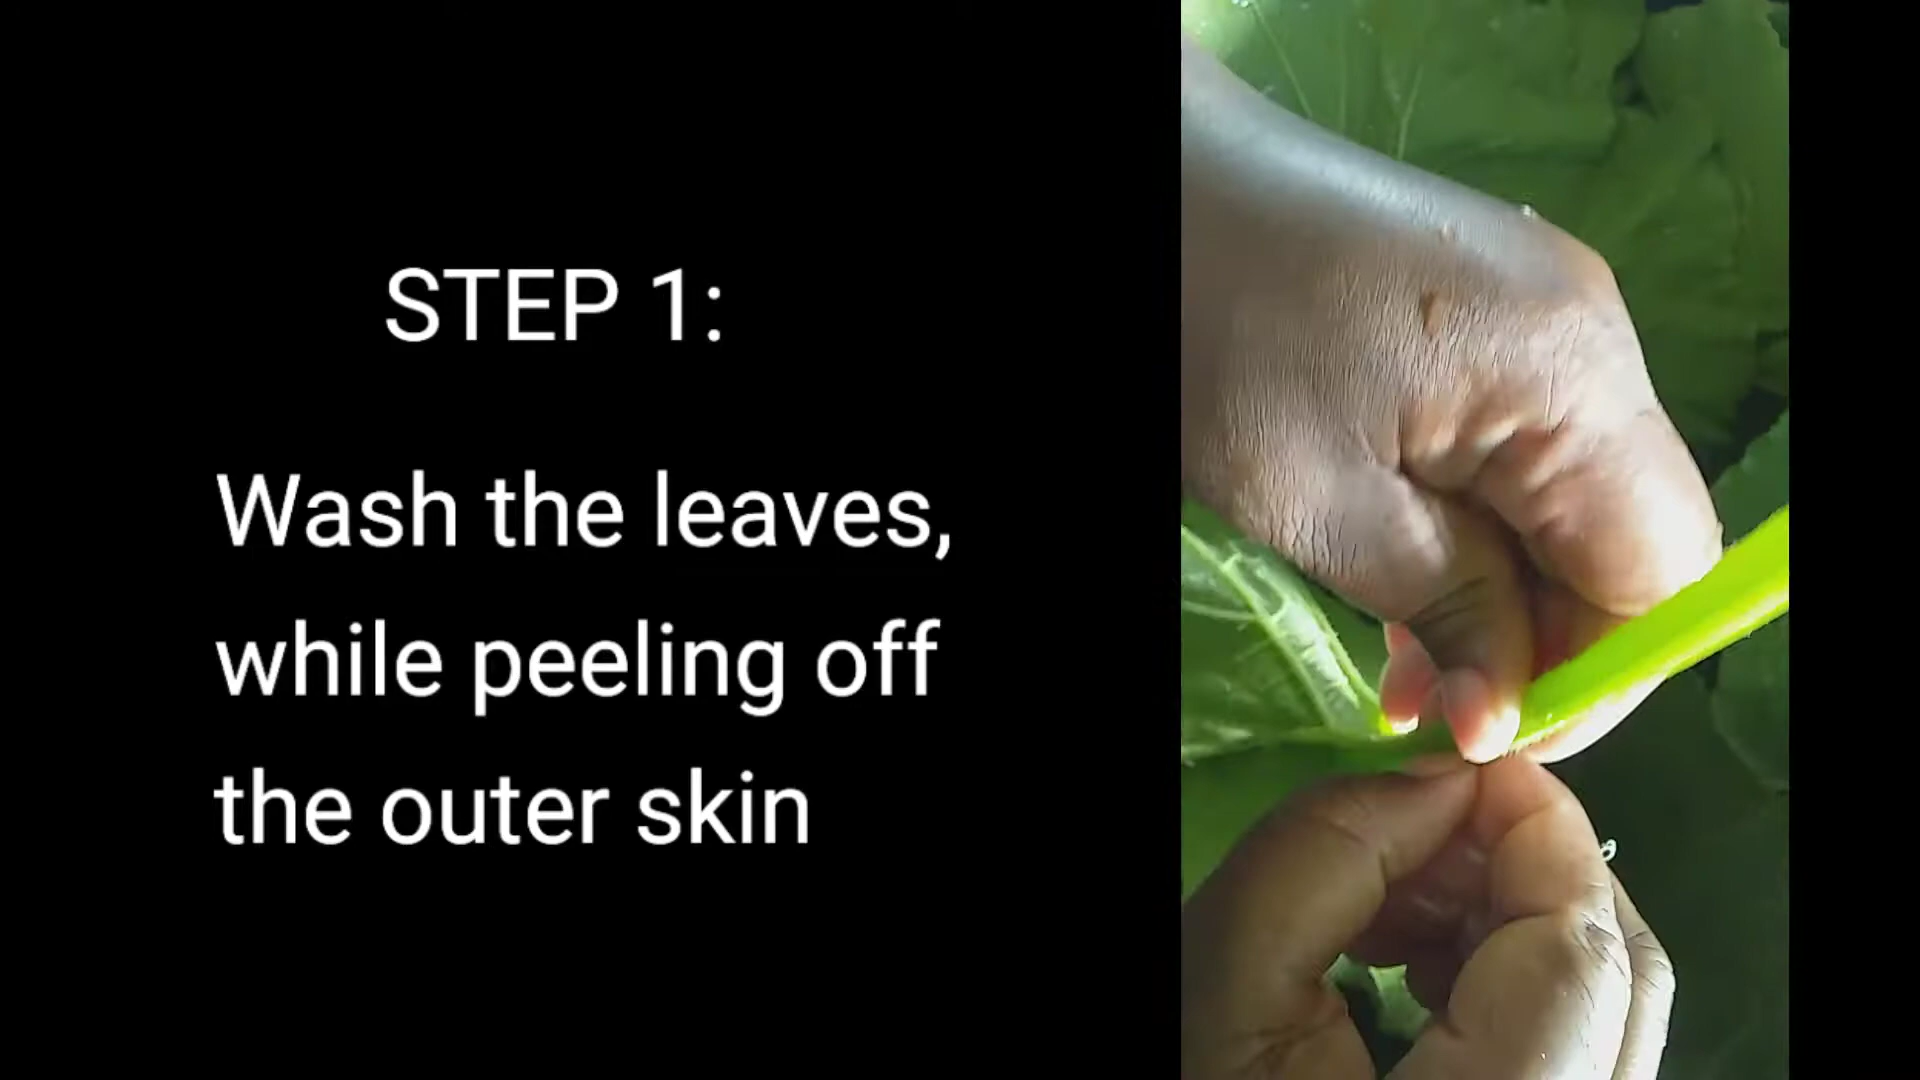 STEP 1:
Wash the leaves,
while peeling off
the outer skin